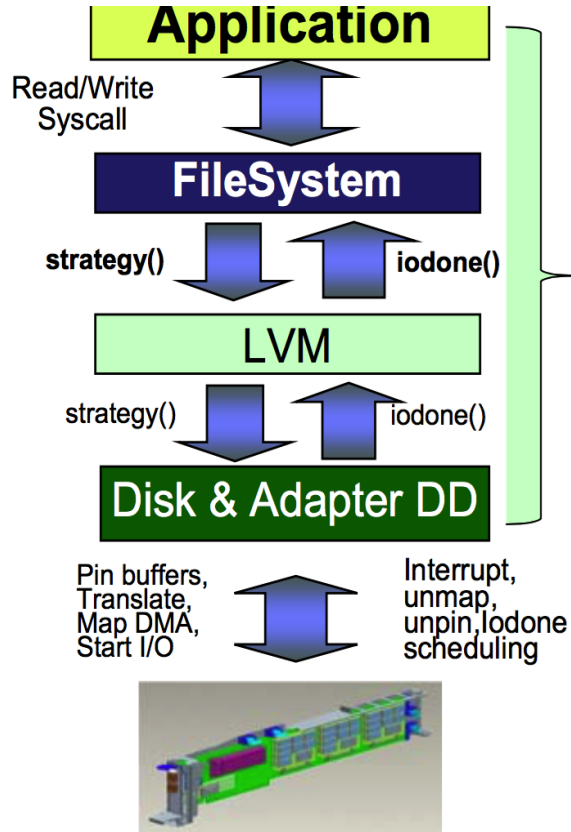 Application
Read/Write
Syscall
FileSystem
strategy()
iodone()
LVM
strategy()
iodone()
Disk & Adapter DD
Pin buffers,
Translate,
Map DMA,
Start I/O
Interrupt,
unmap,
unpin,Iodone
scheduling